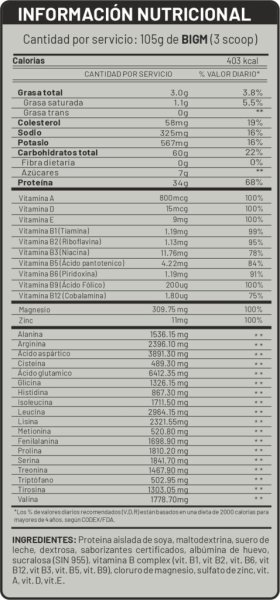 INFORMACIÓN NUTRICIONAL
Cantidad por servicio: 105g de BIGM (3 scoop)
Calorías 403 kcal
CANTIDAD POR SERVICIO % VALOR DIARIO*
Grasa total 3.0g 3.8%
Grasa saturada 1.1g 5.5%
Grasa trans 0g **
Colesterol 58mg 19%
Sodio 325mg 16%
Potasio 567mg 16%
Carbohidratos total 60g 22%
Fibra dietaria 0g 0%
Azúcares 7g **
Proteína 34g 68%
Vitamina A 800mcg 100%
Vitamina D 15mcg 100%
Vitamina E 9mg 100%
Vitamina B1 (Tiamina) 1.19mg 99%
Vitamina B2 (Riboflavina) 1.13mg 95%
Vitamina B3 (Niacina) 11.76mg 78%
Vitamina B5 (Ácido pantotenico) 4.22mg 84%
Vitamina B6 (Piridoxina) 1.19mg 91%
Vitamina B9 (Ácido Fólico) 200ug 100%
Vitamina B12 (Cobalamina) 1.80ug 75%
Magnesio 309.75 mg 100%
Zinc 11mg 100%
Alanina 1536.15 mg **
Arginina 2396.10 mg **
Ácido aspártico 3891.30 mg **
Cisteína 489.30 mg **
Ácido glutamico 6412.35 mg **
Glicina 1326.15 mg **
Histidina 867.30 mg **
Isoleucina 1711.50 mg **
Leucina 2964.15 mg **
Lisina 2321.55mg **
Metionina 520.80 mg **
Fenilanina 1698.90 mg **
Prolina 1810.20 mg **
Serina 1841.70 mg **
Treonina 1467.90 mg **
Triptófano 502.95 mg **
Tirosina 1303.05 mg **
Valina 1778.70mg **
*Los % de valores diarios recomendados (V.D.R) están basados en una dieta de 2000 calorías para
mayores de 4 años, según CODEX/FDA.
INGREDIENTES: Proteína aislada de soya, maltodextrina, suero de
leche, dextrosa, saborizantes certificados, albúmina de huevo,
sucralosa (SIN 955), vitamina B complex (vit. B1, vit B2, vit. B6, vit
B12, vit B3, vit. B5, vit. B9), cloruro de magnesio, sulfato de zinc, vit.
A, vit. D, vit. E.